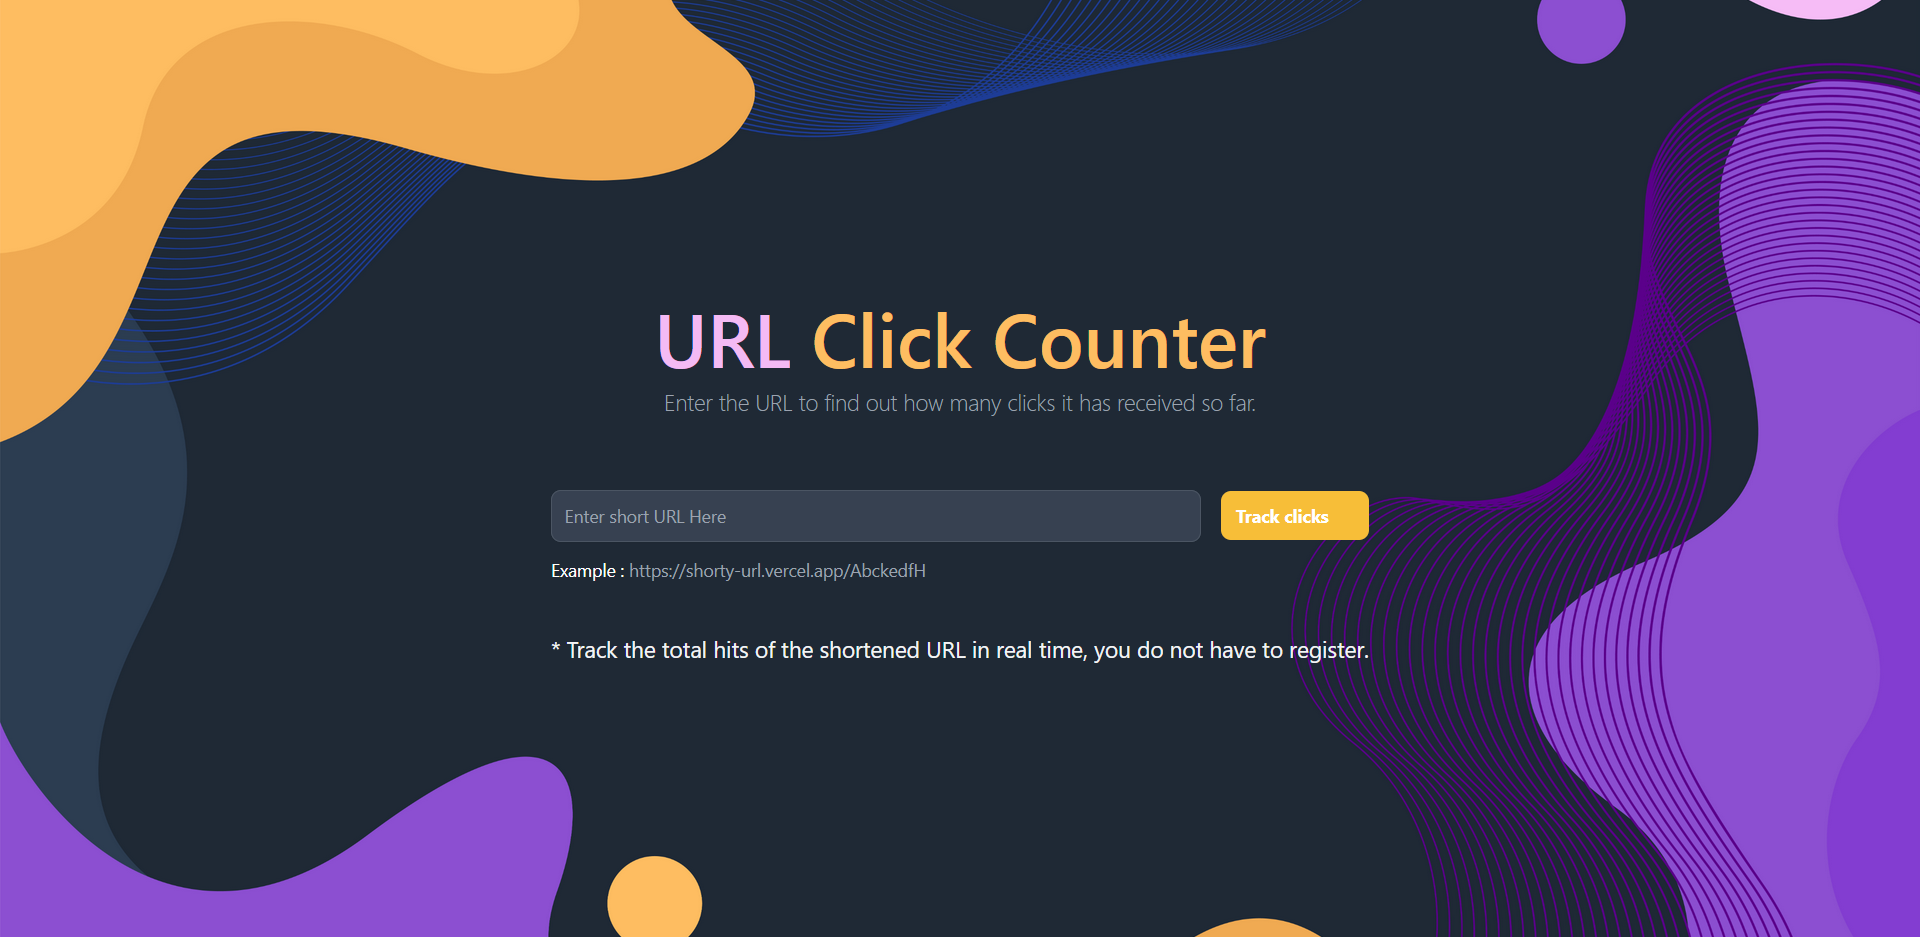 URL Click Counter
Enter the URL to find out how many clicks it has received so far.
Enter short URL Here
Track clicks
Example : https://shorty-url.vercel.app/AbckedfH
* Track the total hits of the shortened URL in real time, you do not have to register.